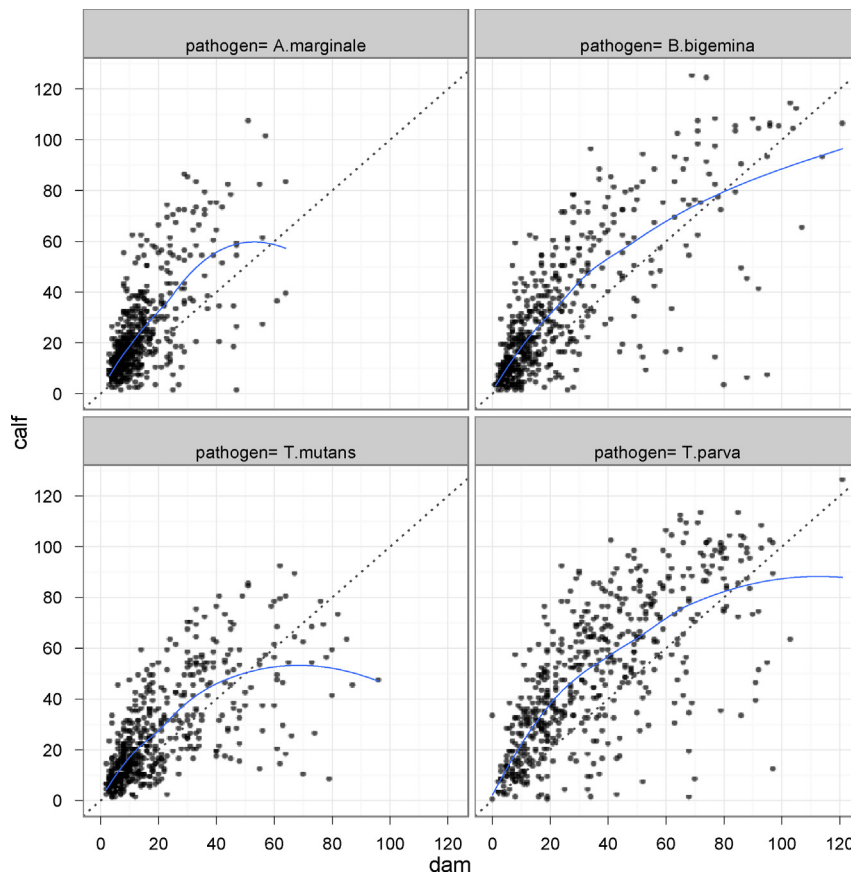 pathogen= A.marginale
pathogen= B.bigemina
120
100
80
60
40
20
0
calf
pathogen= T.mutans
pathogen= T.parva
120
100
80
60
40
20
0
0 20 40 60 80 100 120
0 20 40 60 80 100 120
dam